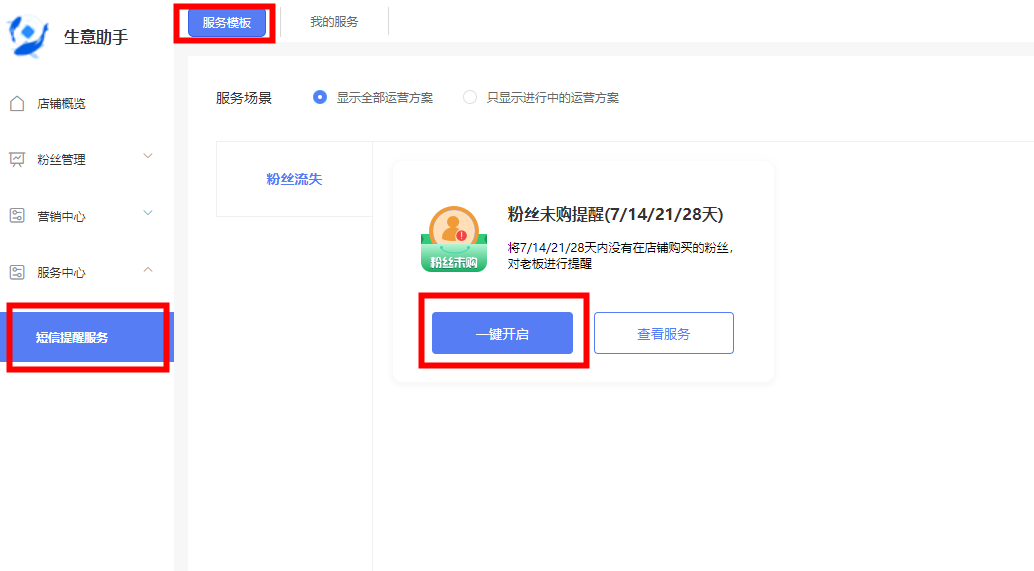 生意助手
服务模板
我的服务
店铺概览
粉丝管理
营销中心
服务中心
短信提醒服务
服务场景
显示全部运营方案
只显示进行中的运营方案
粉丝流失
粉丝未购
粉丝未购提醒(7/14/21/28天)
将7/14/21/28天内没有在店铺购买的粉丝，
对老板进行提醒
一键开启
查看服务